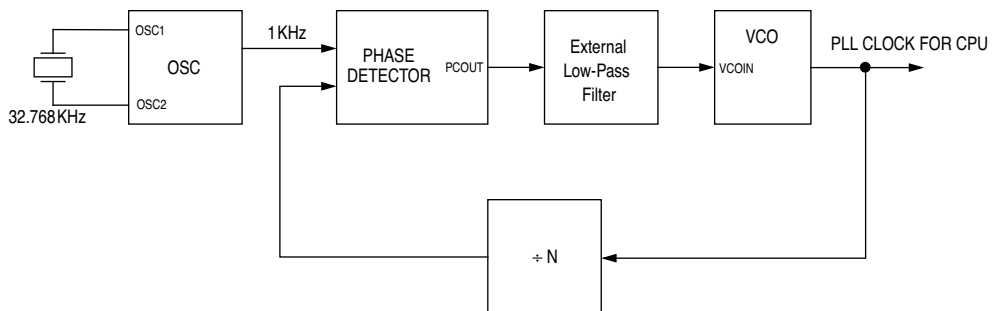 OSC1
OSC
OSC2
32.768KHz
1KHz
PHASE
DETECTOR
PCOUT
External
Low-Pass
Filter
VCO
VCOIN
PLL CLOCK FOR CPU
÷ N